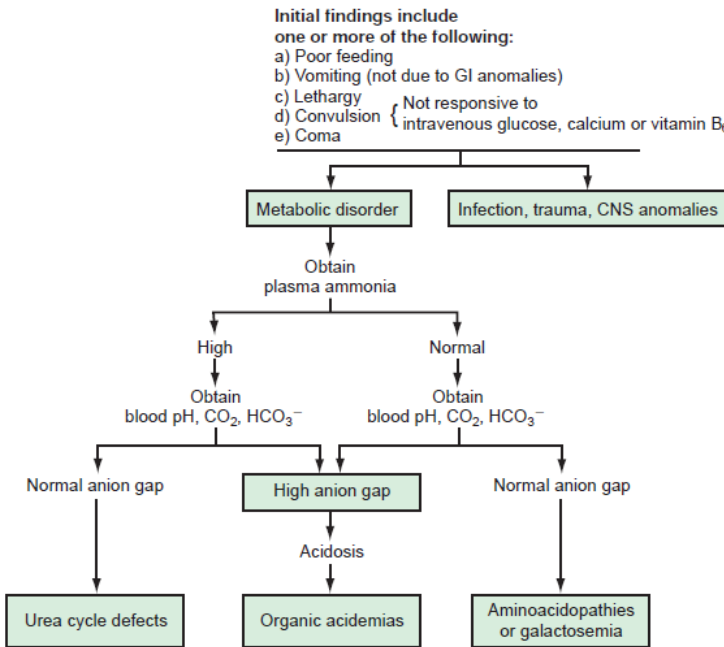 Initial findings include
one or more of the following:
a) Poor feeding
b) Vomiting (not due to GI anomalies)
c) Lethargy
d) Convulsion { Not responsive to
e) Coma intravenous glucose, calcium or vitamin B₆
Metabolic disorder
Infection, trauma, CNS anomalies
Obtain
plasma ammonia
High
Normal
Obtain
blood pH, CO₂, HCO₃⁻
Obtain
blood pH, CO₂, HCO₃⁻
Normal anion gap
High anion gap
Normal anion gap
Acidosis
Urea cycle defects
Organic acidemias
Aminoacidopathies
or galactosemia